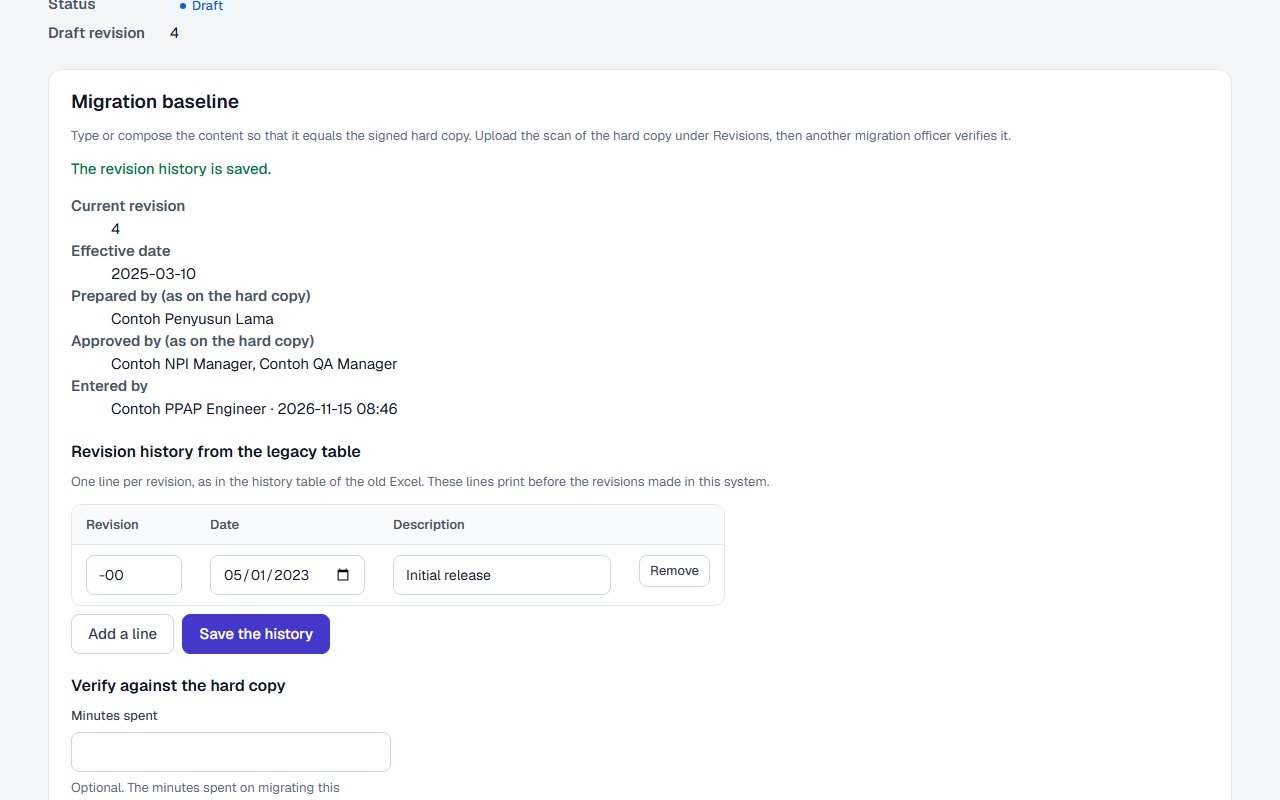 Status
Draft
Draft revision 4
Migration baseline
Type or compose the content so that it equals the signed hard copy. Upload the scan of the hard copy under Revisions, then another migration officer verifies it.
The revision history is saved.
Current revision
4
Effective date
2025-03-10
Prepared by (as on the hard copy)
Contoh Penyusun Lama
Approved by (as on the hard copy)
Contoh NPI Manager, Contoh QA Manager
Entered by
Contoh PPAP Engineer · 2026-11-15 08:46
Revision history from the legacy table
One line per revision, as in the history table of the old Excel. These lines print before the revisions made in this system.
Revision Date Description
-00 05/01/2023 Initial release Remove
Add a line Save the history
Verify against the hard copy
Minutes spent
Optional. The minutes spent on migrating this